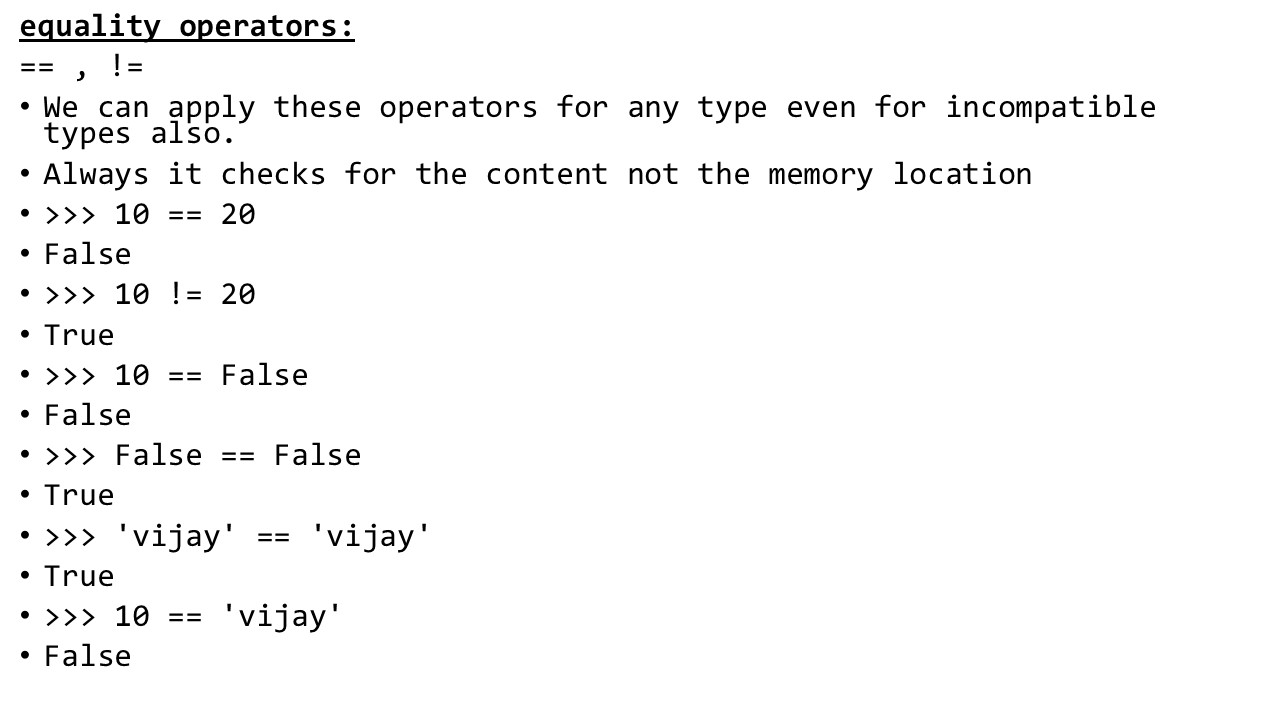 equality operators:
== , !=
• We can apply these operators for any type even for incompatible
types also.
• Always it checks for the content not the memory location
• >>> 10 == 20
• False
• >>> 10 != 20
• True
• >>> 10 == False
• False
• >>> False == False
• True
• >>> 'vijay' == 'vijay'
• True
• >>> 10 == 'vijay'
• False